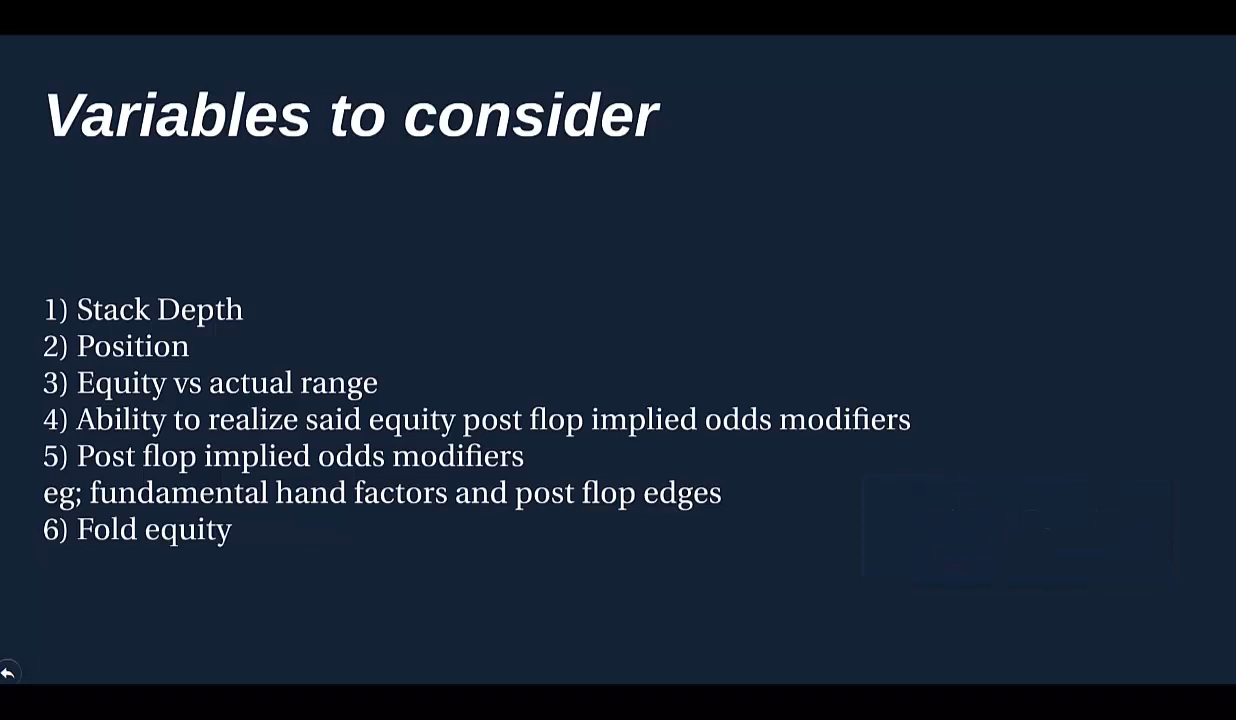 Variables to consider
1) Stack Depth
2) Position
3) Equity vs actual range
4) Ability to realize said equity post flop implied odds modifiers
5) Post flop implied odds modifiers
eg; fundamental hand factors and post flop edges
6) Fold equity